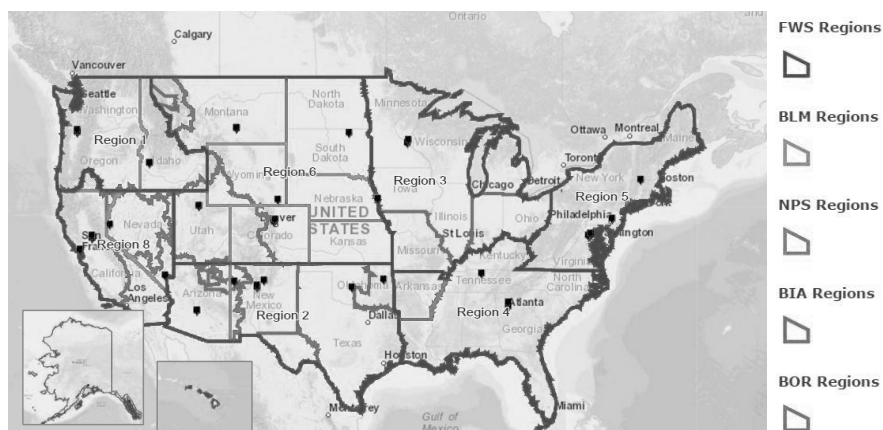 Calgary
Ontario
Vancouver
Seattle
Washington
Montana
North
Dakota
Minnesota
Ottawa
Montreal
Maine
Region 1
Oregon
Idaho
South
Dakota
Wisconsin
Toronto
Wyoming
Region 6
Region 3
Iowa
Chicago
Detroit
New York
Boston
Region 5
Nebraska
Nevada
Utah
UNITED
STATES
Colorado
Kansas
Illinois
Ohio
Philadelphia
San
Region 8
St Louis
Missouri
Kentucky
Virginia
California
Los
Angeles
Arizona
New
Mexico
Oklahoma
Arkansas
Tennessee
North
Carolina
Region 2
Dallas
Region 4
Atlanta
Georgia
Texas
Houston
Monterrey
Gulf of
Mexico
Miami
FWS Regions
BLM Regions
NPS Regions
BIA Regions
BOR Regions